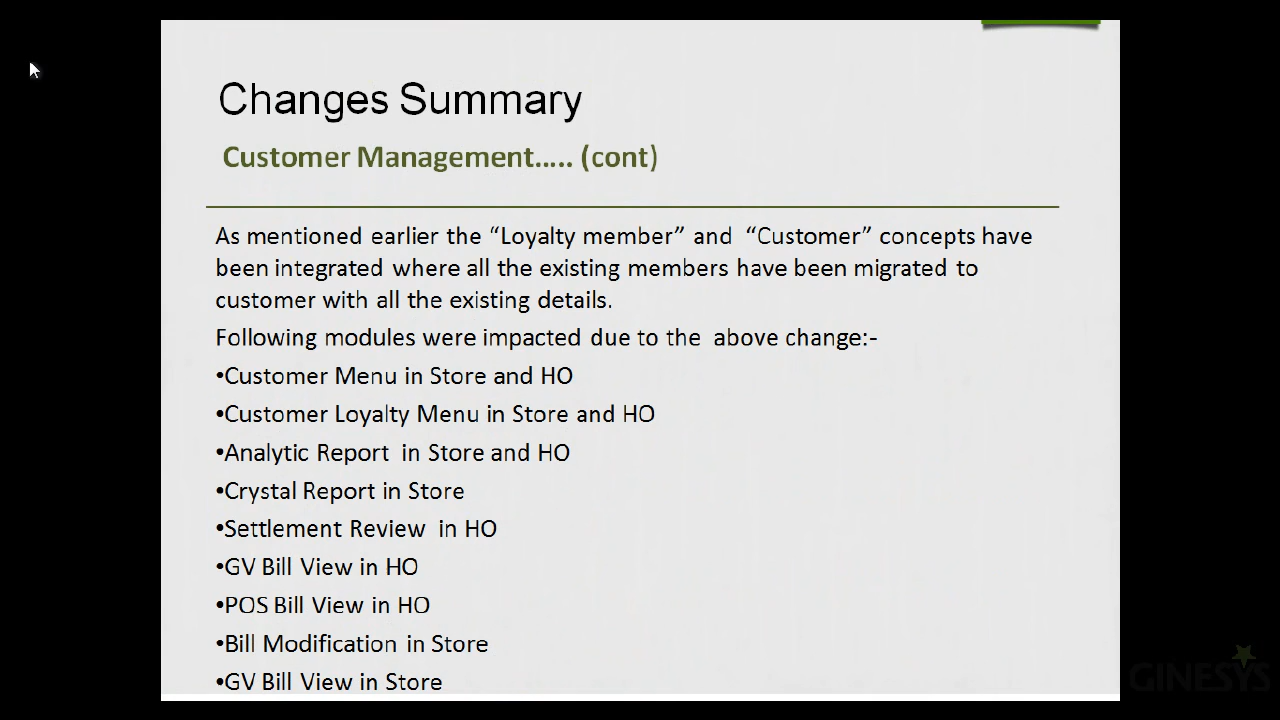 Changes Summary
Customer Management..... (cont)
As mentioned earlier the “Loyalty member” and “Customer” concepts have
been integrated where all the existing members have been migrated to
customer with all the existing details.
Following modules were impacted due to the above change:-
•Customer Menu in Store and HO
•Customer Loyalty Menu in Store and HO
•Analytic Report in Store and HO
•Crystal Report in Store
•Settlement Review in HO
•GV Bill View in HO
•POS Bill View in HO
•Bill Modification in Store
•GV Bill View in Store
GINESYS